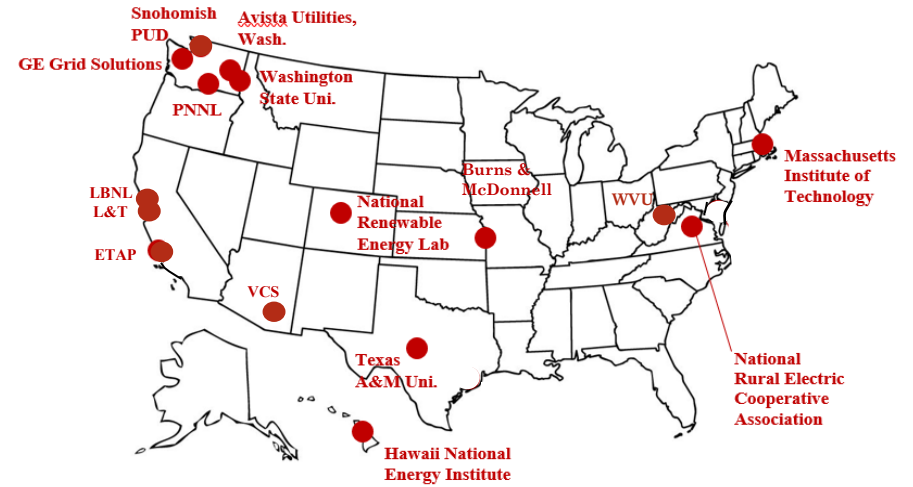 Snohomish
PUD
Avista Utilities,
Wash.
GE Grid Solutions
Washington
State Uni.
PNNL
Burns &
McDonnell
Massachusetts
Institute of
Technology
LBNL
L&T
National
Renewable
Energy Lab
WVU
ETAP
VCS
Texas
A&M Uni.
National
Rural Electric
Cooperative
Association
Hawaii National
Energy Institute